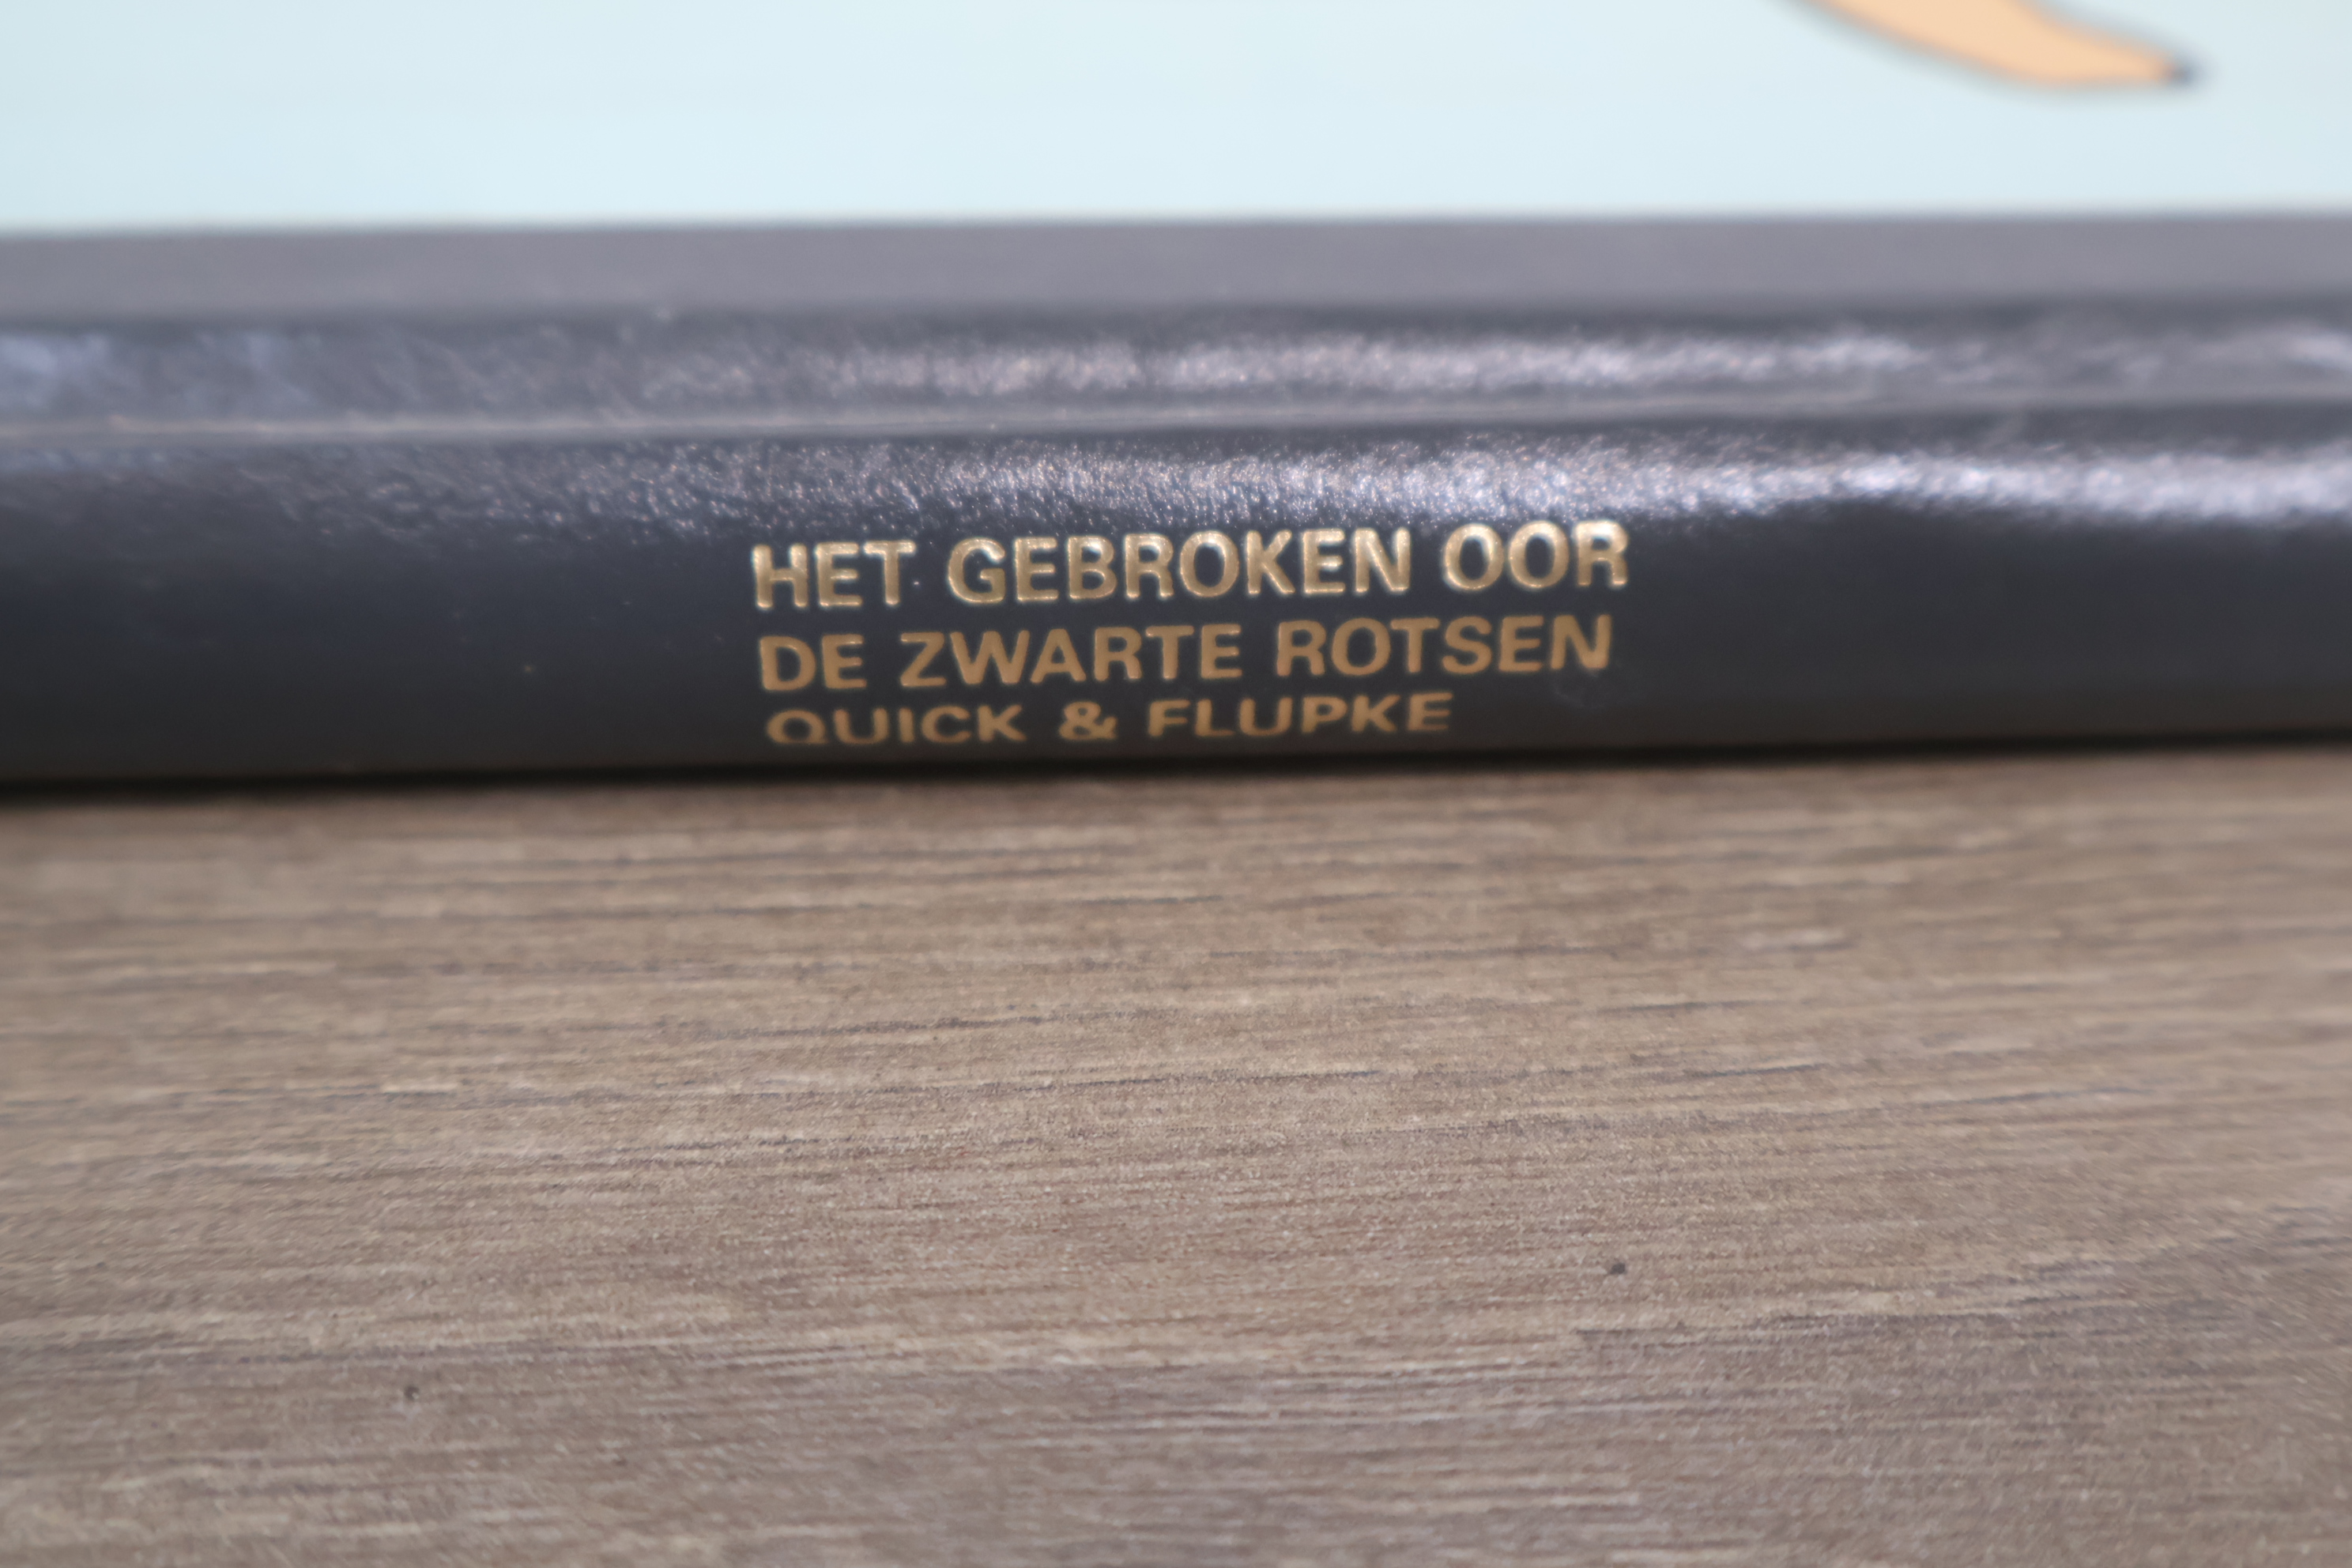 HET GEBROKEN OOR
DE ZWARTE ROTSEN
QUICK & FLUPKE